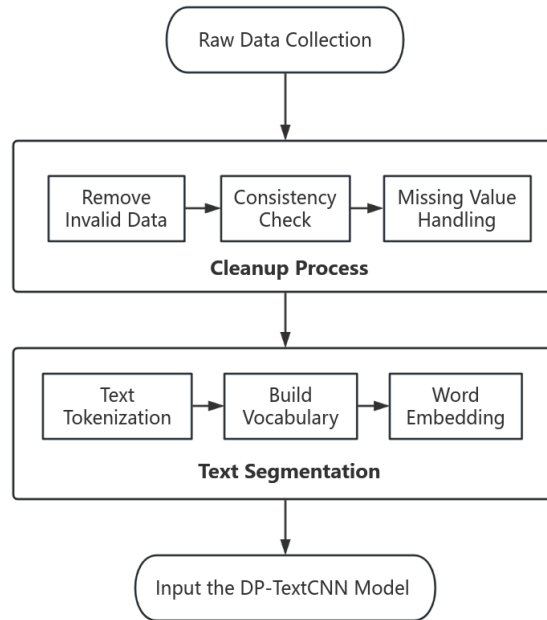 Raw Data Collection
Remove
Invalid Data
Consistency
Check
Missing Value
Handling
Cleanup Process
Text
Tokenization
Build
Vocabulary
Word
Embedding
Text Segmentation
Input the DP-TextCNN Model